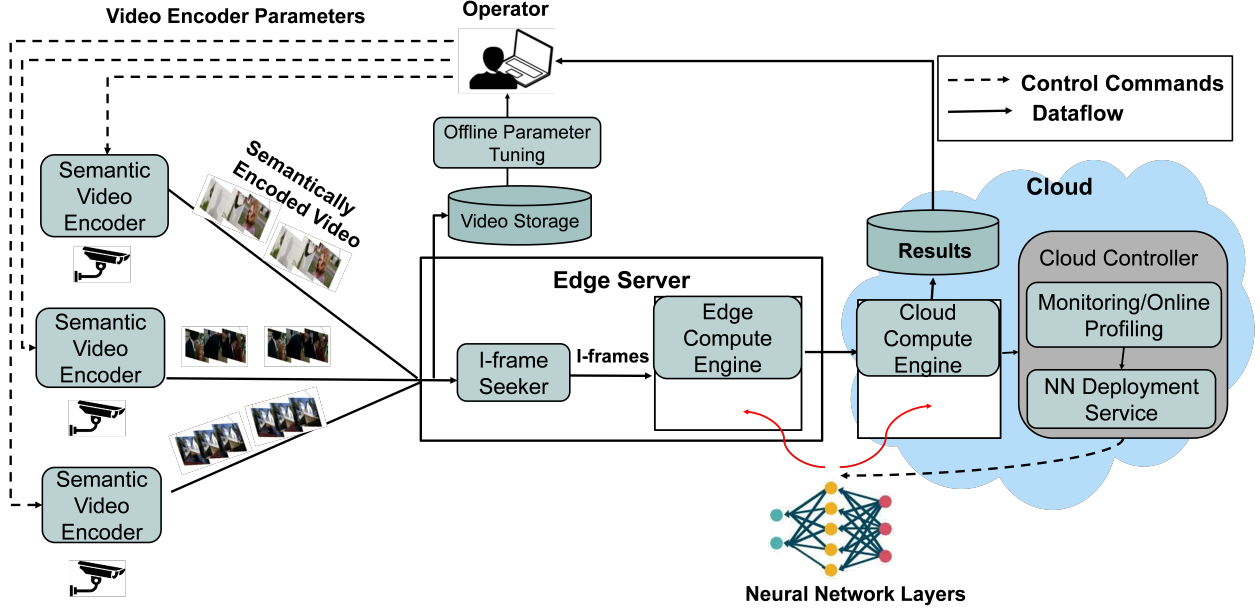 Video Encoder Parameters
Operator
Control Commands
Dataflow
Offline Parameter
Tuning
Semantic
Video
Encoder
Semantically
Encoded Video
Video Storage
Cloud
Results
Cloud Controller
Monitoring/Online
Profiling
NN Deployment
Service
Edge Server
Edge
Compute
Engine
Cloud
Compute
Engine
Semantic
Video
Encoder
I-frame
Seeker
I-frames
Semantic
Video
Encoder
Neural Network Layers